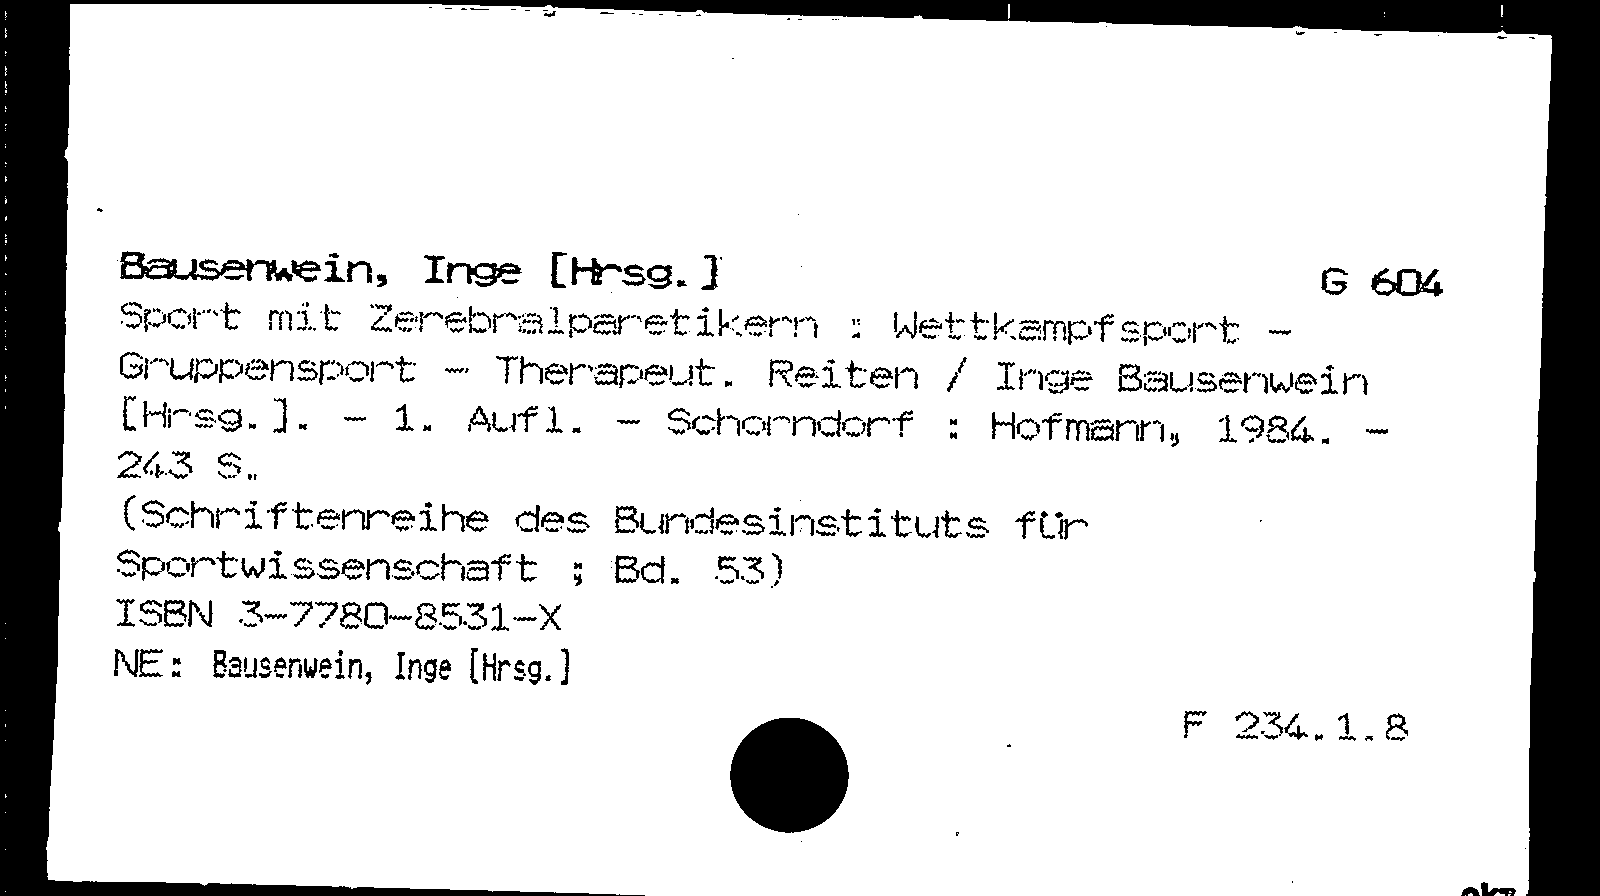 Bausenwein, Inge [Hrsg.]
G 604
Sport mit Zerebralparetikern : Wettkampfsport -
Gruppensport - Therapeut. Reiten / Inge Bausenwein
[Hrsg.]. - 1. Aufl. - Schorndorf : Hofmann, 1984. -
243 S.
(Schriftenreihe des Bundesinstituts für
Sportwissenschaft ; Bd. 53)
ISBN 3-7780-8531-X
NE: Bausenwein, Inge [Hrsg.]
F 234.1.8